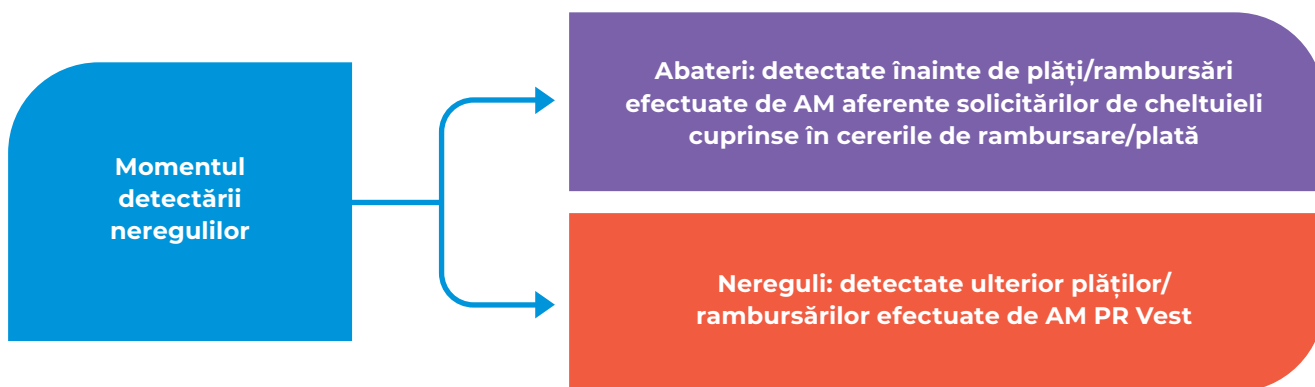 Momentul
detectării
neregulilor
Abateri: detectate înainte de plăți/rambursări
efectuate de AM aferente solicitărilor de cheltuieli
cuprinse în cererile de rambursare/plată
Nereguli: detectate ulterior plăților/
rambursărilor efectuate de AM PR Vest